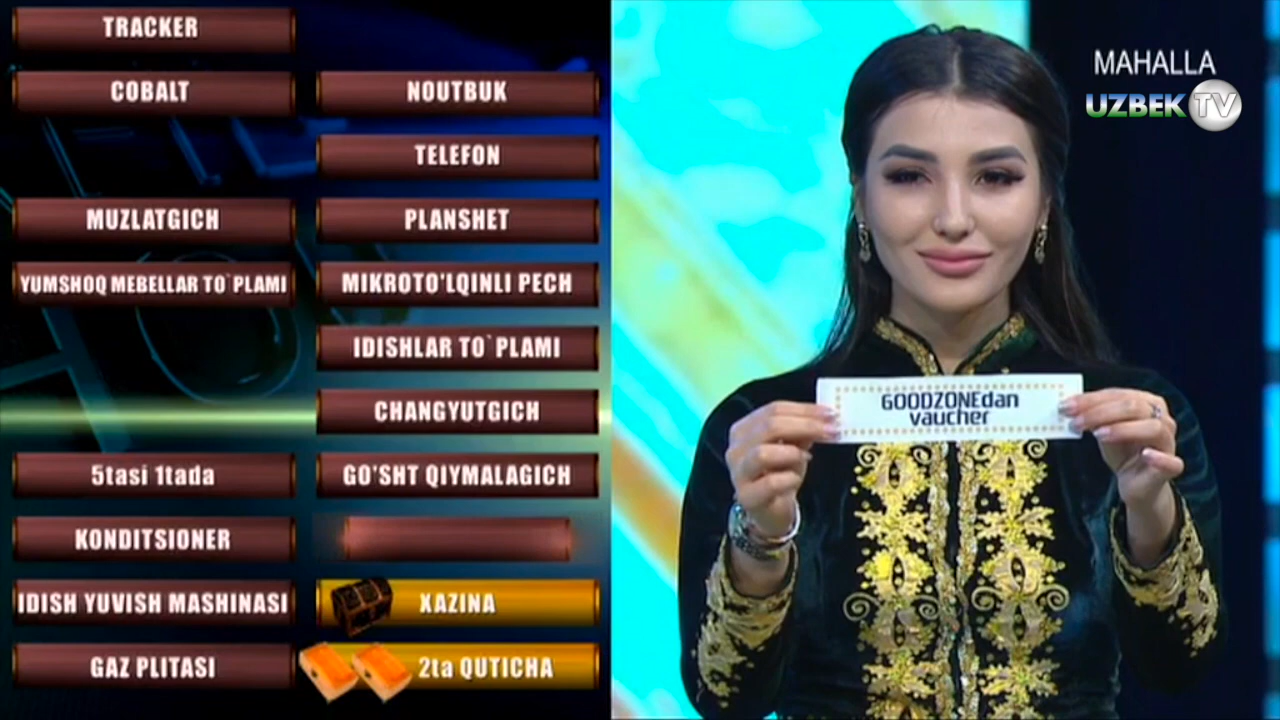 TRACKER
COBALT
NOUTBUK
TELEFON
MUZLATGICH
PLANSHET
YUMSHOQ MEBELLAR TO`PLAMI
MIKROTO'LQINLI PECH
IDISHLAR TO`PLAMI
CHANGYUTGICH
5tasi 1tada
GO'SHT QIYMALAGICH
KONDITSIONER
IDISH YUVISH MASHINASI
XAZINA
GAZ PLITASI
2ta QUTICHA
MAHALLA
UZBEK TV
GOODZONEdan
vaucher